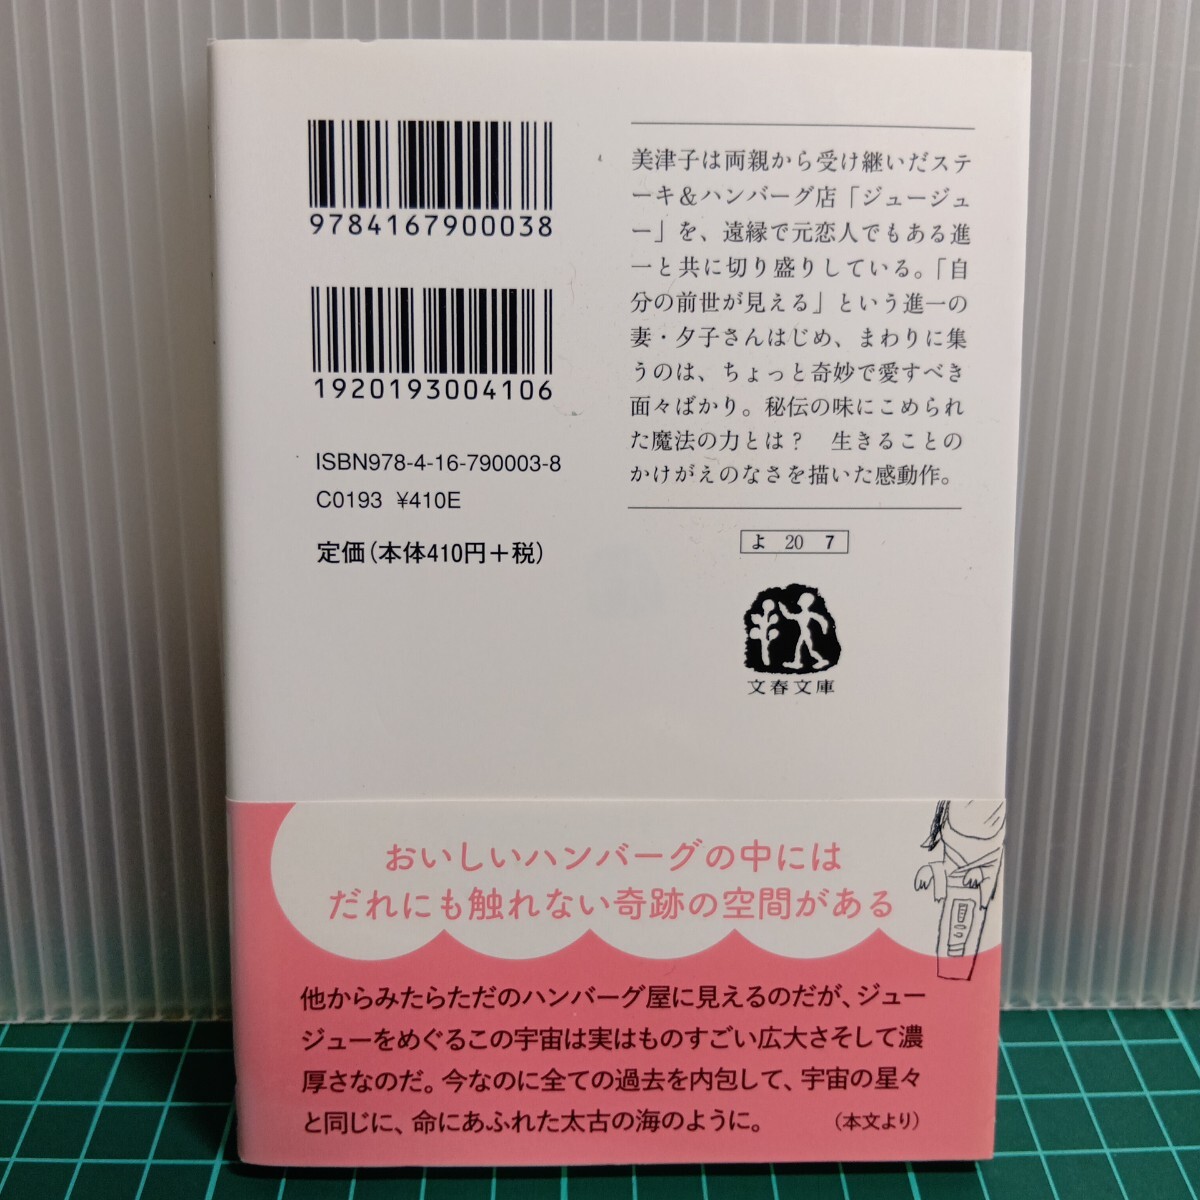 9784167900038
1920193004106
ISBN978-4-16-790003-8
C0193 ¥410E
定価(本体410円+税)
美津子は両親から受け継いだステ
ーキ&ハンバーグ店「ジュージュ
ー」を、遠縁で元恋人でもある進
一と共に切り盛りしている。「自
分の前世が見える」という進一の
妻・夕子さんはじめ、まわりに集
うのは、ちょっと奇妙で愛すべき
面々ばかり。秘伝の味にこめられ
た魔法の力とは? 生きることの
かけがえのなさを描いた感動作。
よ 20 7
文春文庫
おいしいハンバーグの中には
だれにも触れない奇跡の空間がある
他からみたらただのハンバーグ屋に見えるのだが、ジュー
ジューをめぐるこの宇宙は実はものすごい広大さそして濃
厚さなのだ。今なのに全ての過去を内包して、宇宙の星々
と同じに、命にあふれた太古の海のように。 (本文より)